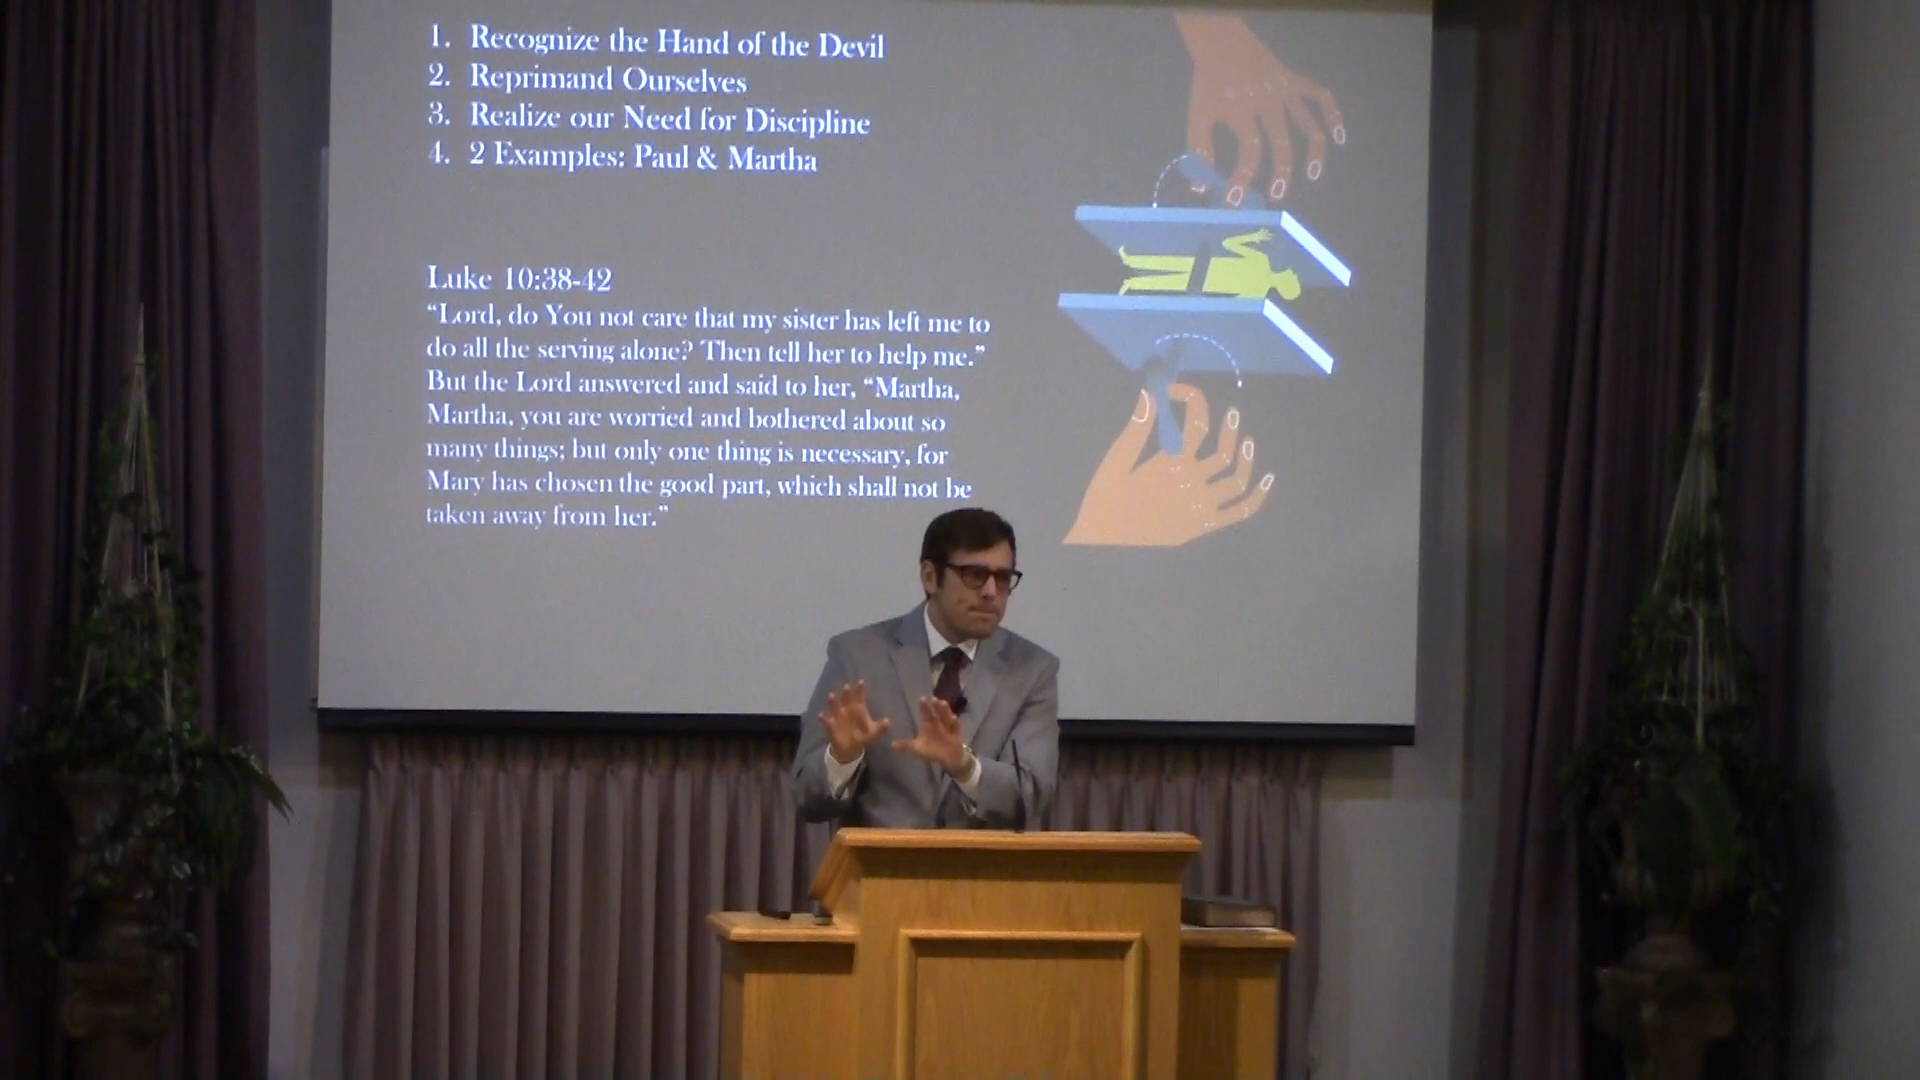 1. Recognize the Hand of the Devil
2. Reprimand Ourselves
3. Realize our Need for Discipline
4. 2 Examples: Paul & Martha
Luke 10:38-42
“Lord, do You not care that my sister has left me to
do all the serving alone? Then tell her to help me.”
But the Lord answered and said to her, “Martha,
Martha, you are worried and bothered about so
many things; but only one thing is necessary, for
Mary has chosen the good part, which shall not be
taken away from her.”